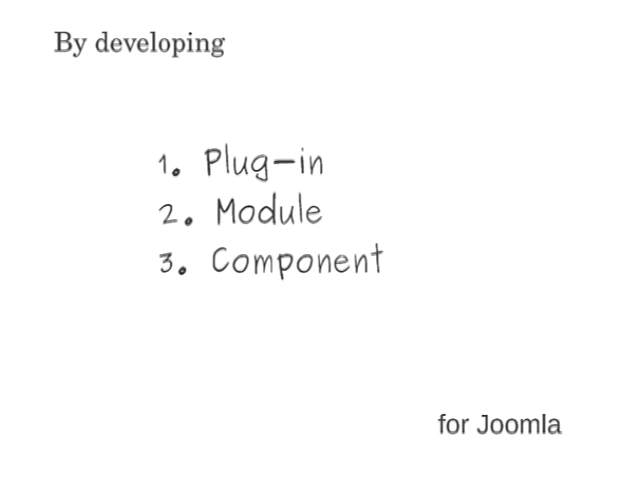 By developing
1. Plug-in
2. Module
3. Component
for Joomla